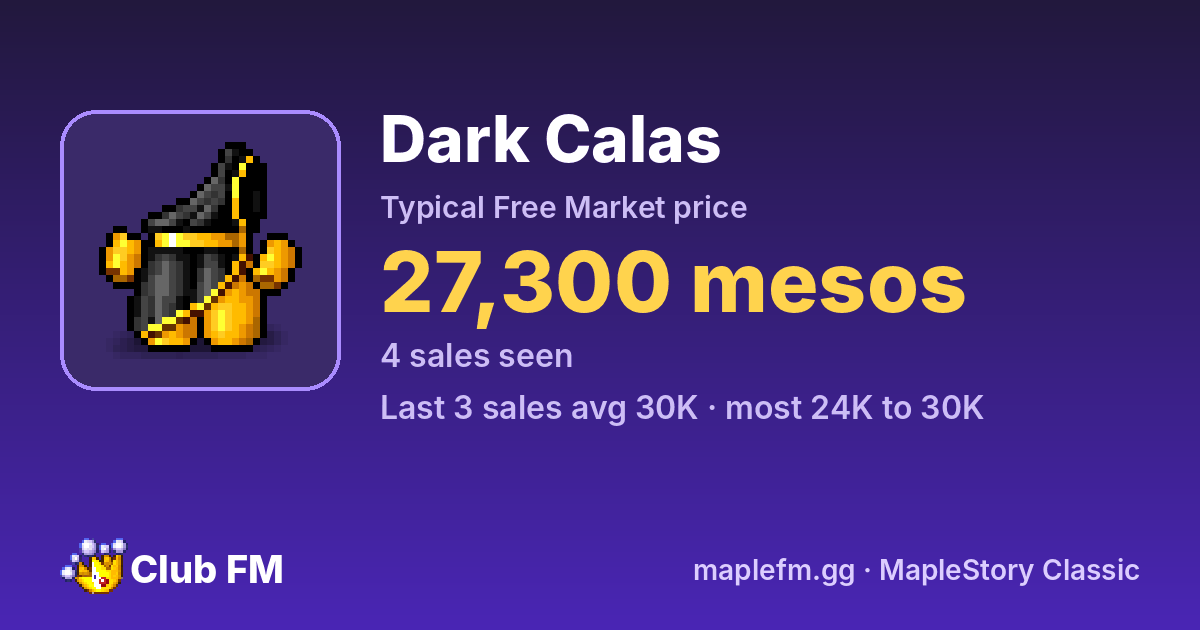 Dark Calas
Typical Free Market price
27,300 mesos
4 sales seen
Last 3 sales avg 30K · most 24K to 30K
Club FM
maplefm.gg · MapleStory Classic